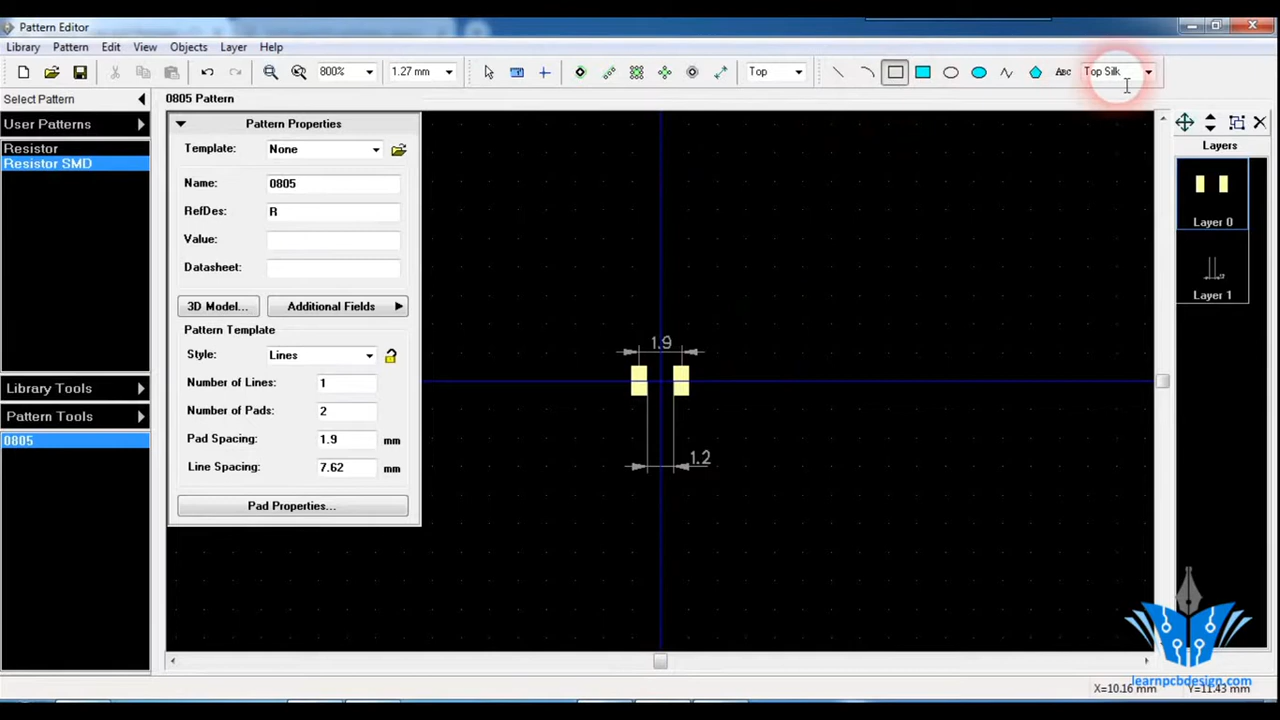 Pattern Editor
Library Pattern Edit View Objects Layer Help
800% 1.27 mm Top Abc Top Silk
Select Pattern
0805 Pattern
User Patterns
Resistor
Resistor SMD
Library Tools
Pattern Tools
0805
Pattern Properties
Template: None
Name: 0805
RefDes: R
Value:
Datasheet:
3D Model... Additional Fields
Pattern Template
Style: Lines
Number of Lines: 1
Number of Pads: 2
Pad Spacing: 1.9 mm
Line Spacing: 7.62 mm
Pad Properties...
1.9
1.2
Layers
Layer 0
Layer 1
learnpcbdesign.com
X=10.16 mm Y=11.43 mm